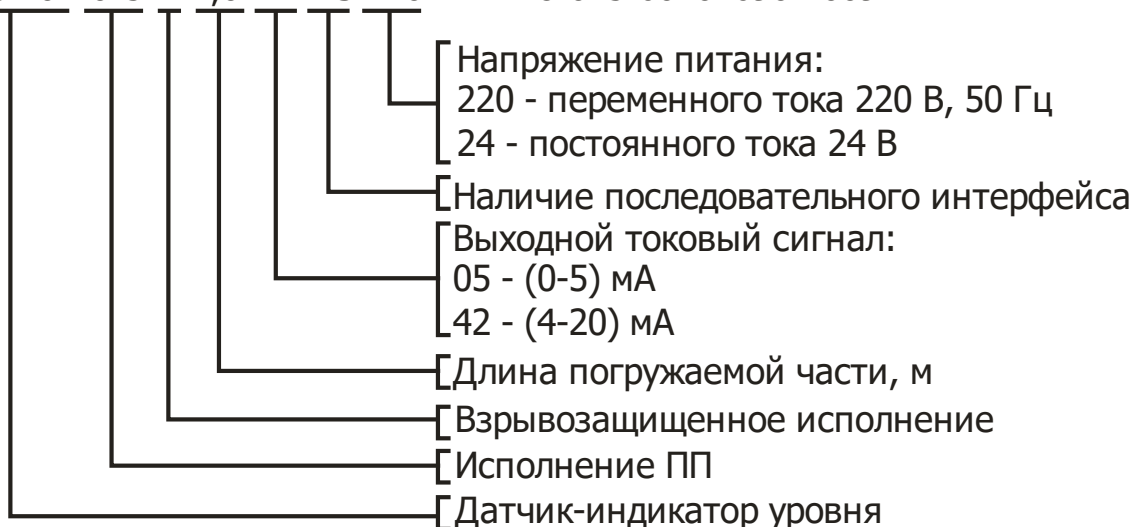 Напряжение питания:
220 - переменного тока 220 В, 50 Гц
24 - постоянного тока 24 В
Наличие последовательного интерфейса
Выходной токовый сигнал:
05 - (0-5) мА
42 - (4-20) мА
Длина погружаемой части, м
Взрывозащищенное исполнение
Исполнение ПП
Датчик-индикатор уровня